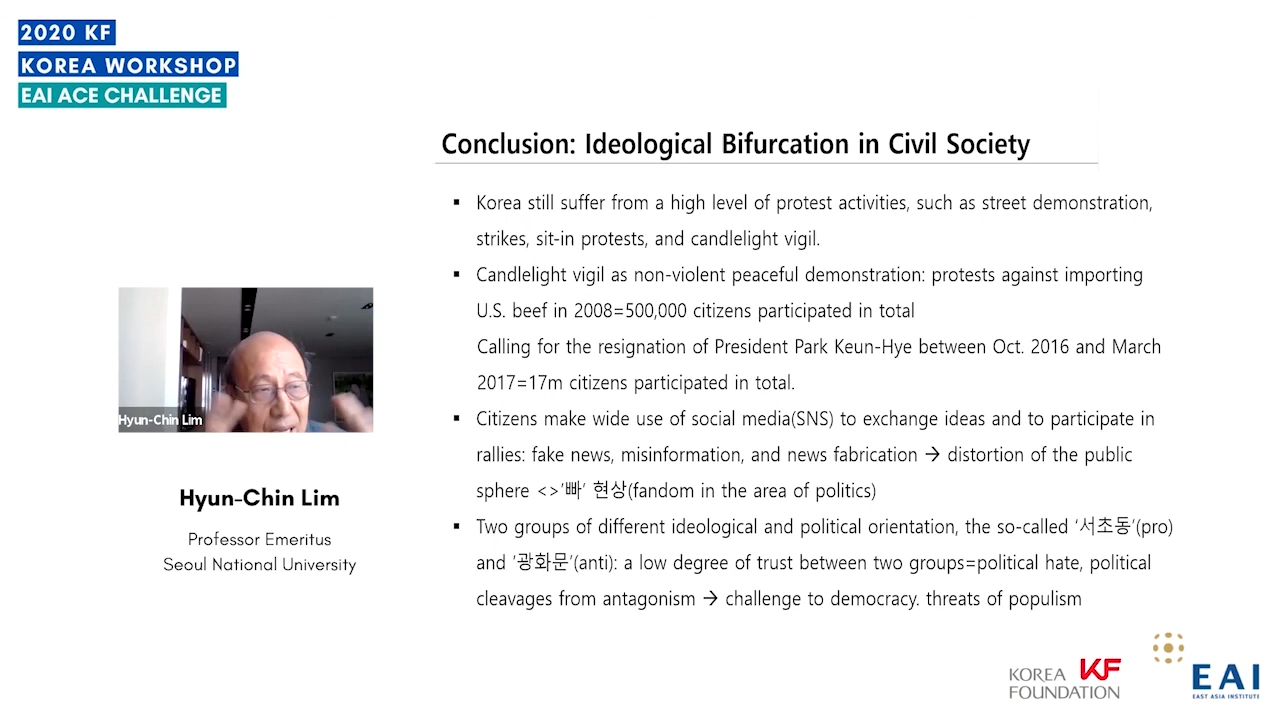 2020 KF
KOREA WORKSHOP
EAI ACE CHALLENGE
Conclusion: Ideological Bifurcation in Civil Society
▪ Korea still suffer from a high level of protest activities, such as street demonstration,
strikes, sit-in protests, and candlelight vigil.
▪ Candlelight vigil as non-violent peaceful demonstration: protests against importing
U.S. beef in 2008=500,000 citizens participated in total
Calling for the resignation of President Park Keun-Hye between Oct. 2016 and March
2017=17m citizens participated in total.
▪ Citizens make wide use of social media(SNS) to exchange ideas and to participate in
rallies: fake news, misinformation, and news fabrication → distortion of the public
sphere <>'빠' 현상(fandom in the area of politics)
▪ Two groups of different ideological and political orientation, the so-called '서초동'(pro)
and '광화문'(anti): a low degree of trust between two groups=political hate, political
cleavages from antagonism → challenge to democracy. threats of populism
Hyun-Chin Lim
Hyun-Chin Lim
Professor Emeritus
Seoul National University
KOREA KF
FOUNDATION
EAI
EAST ASIA INSTITUTE